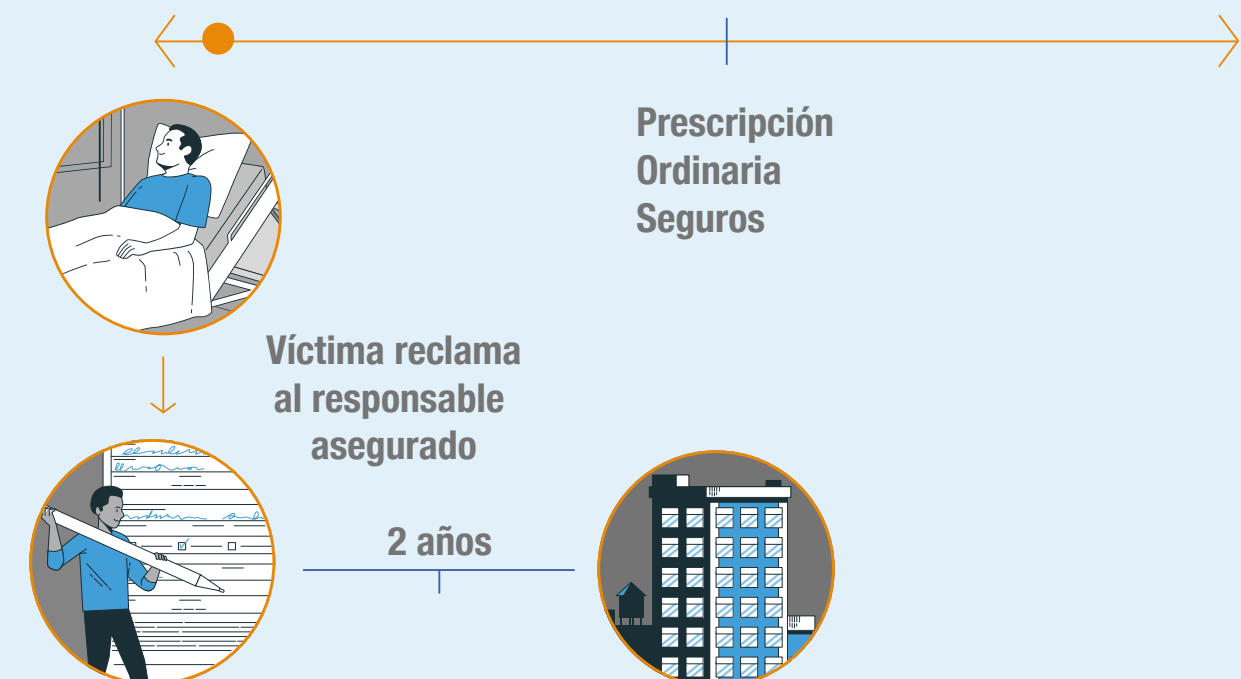 Prescripción
Ordinaria
Seguros
Víctima reclama
al responsable
asegurado
2 años